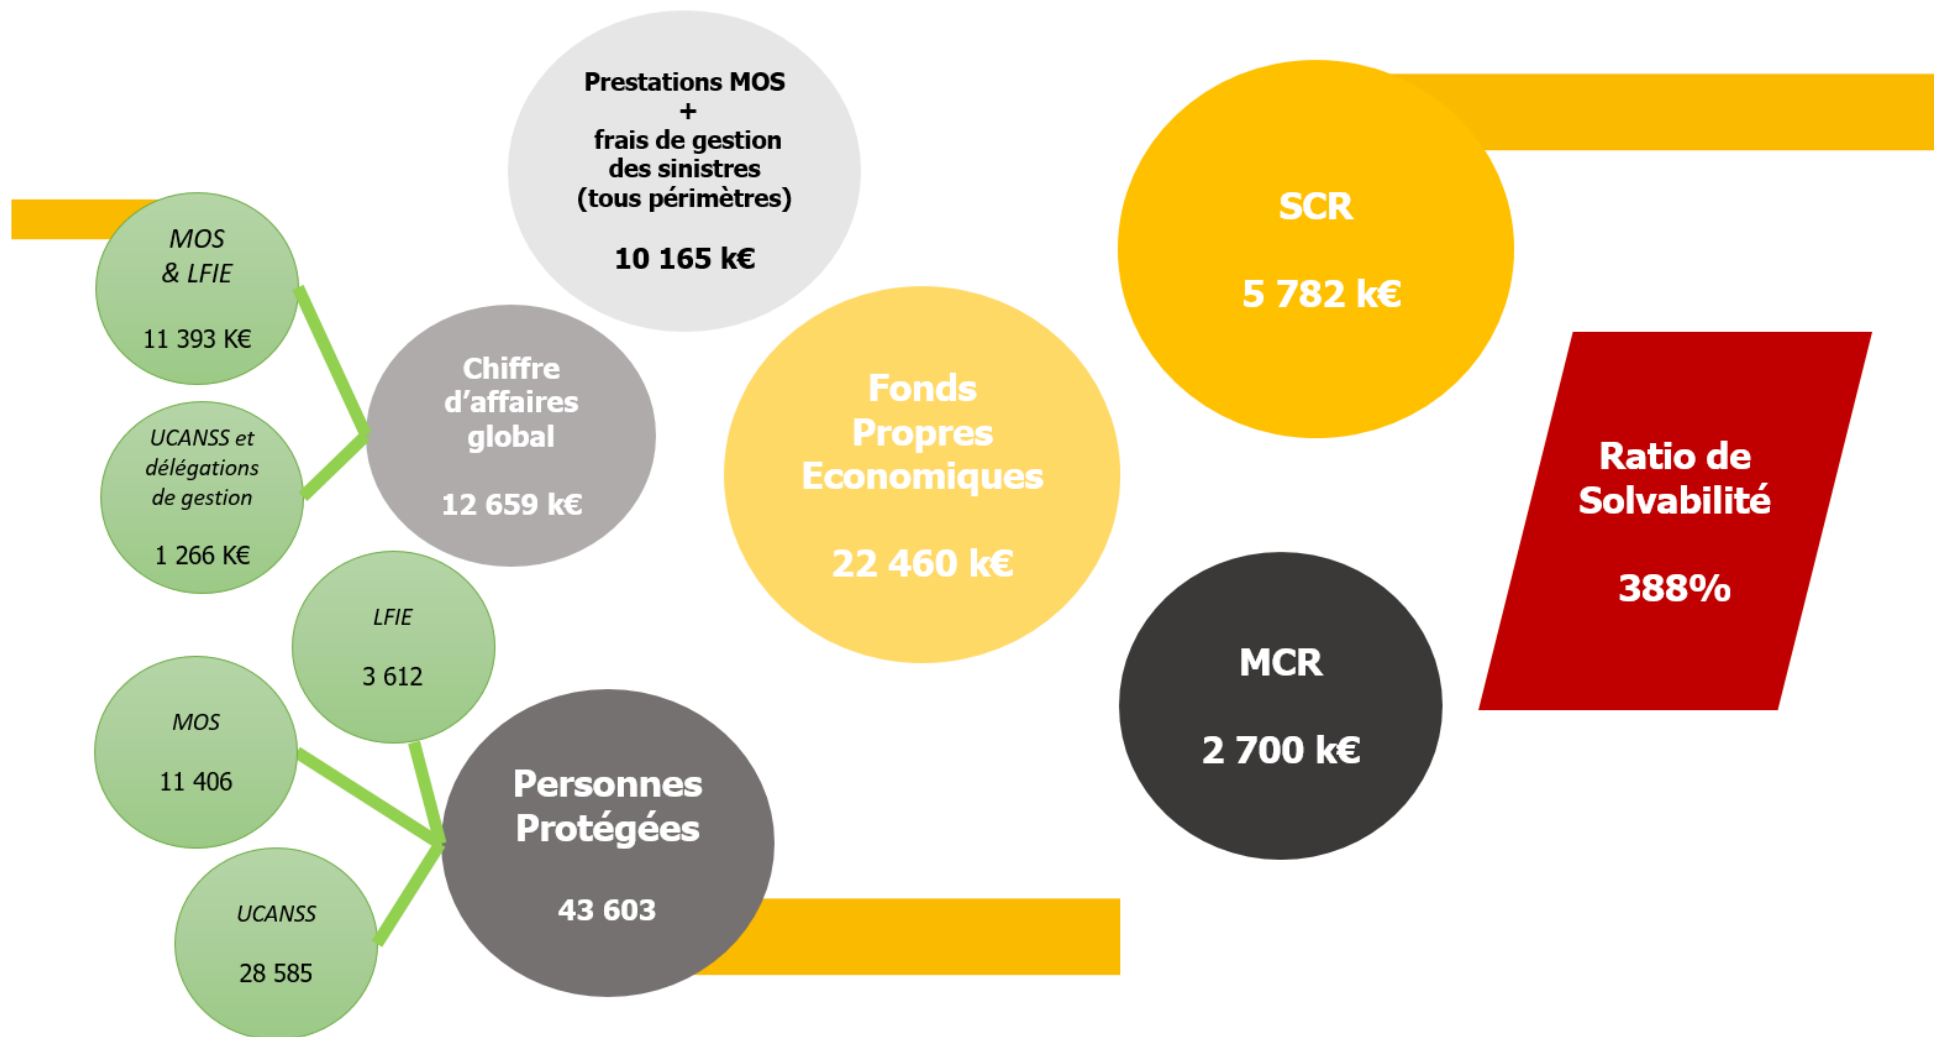 Prestations MOS
+
frais de gestion
des sinistres
(tous périmètres)
10 165 k€
SCR
5 782 k€
MOS
& LFIE
11 393 K€
UCANSS et
délégations
de gestion
1 266 K€
Chiffre
d’affaires
global
12 659 k€
Fonds
Propres
Economiques
22 460 k€
Ratio de
Solvabilité
388%
LFIE
3 612
MOS
11 406
UCANSS
28 585
Personnes
Protégées
43 603
MCR
2 700 k€